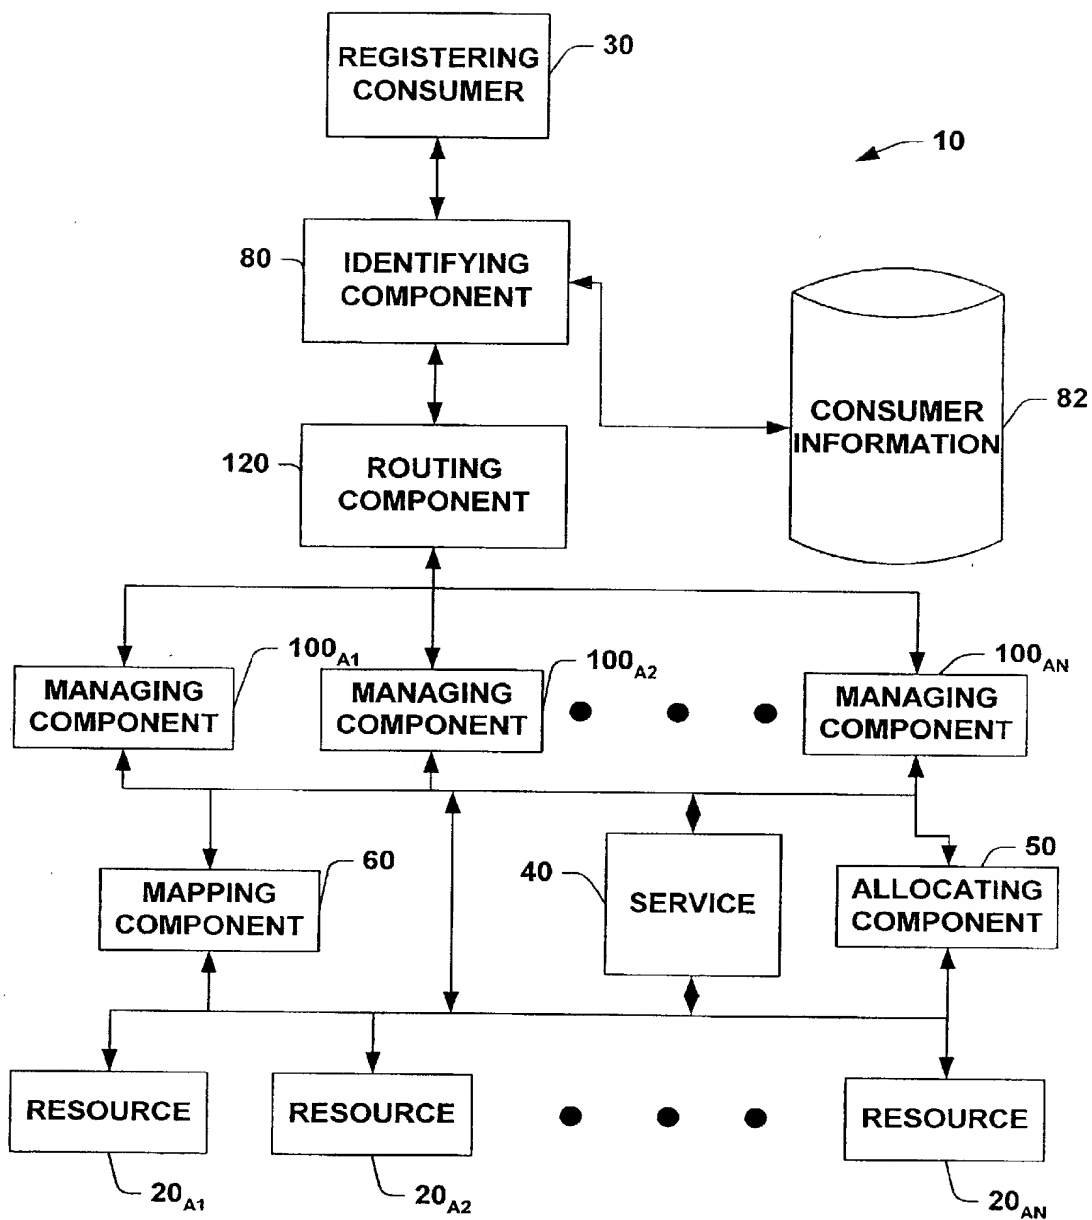 REGISTERING
CONSUMER
30
10
80
IDENTIFYING
COMPONENT
CONSUMER
INFORMATION
82
120
ROUTING
COMPONENT
100A1
MANAGING
COMPONENT
100A2
MANAGING
COMPONENT
100AN
MANAGING
COMPONENT
60
MAPPING
COMPONENT
40
SERVICE
50
ALLOCATING
COMPONENT
RESOURCE
RESOURCE
RESOURCE
20A1
20A2
20AN